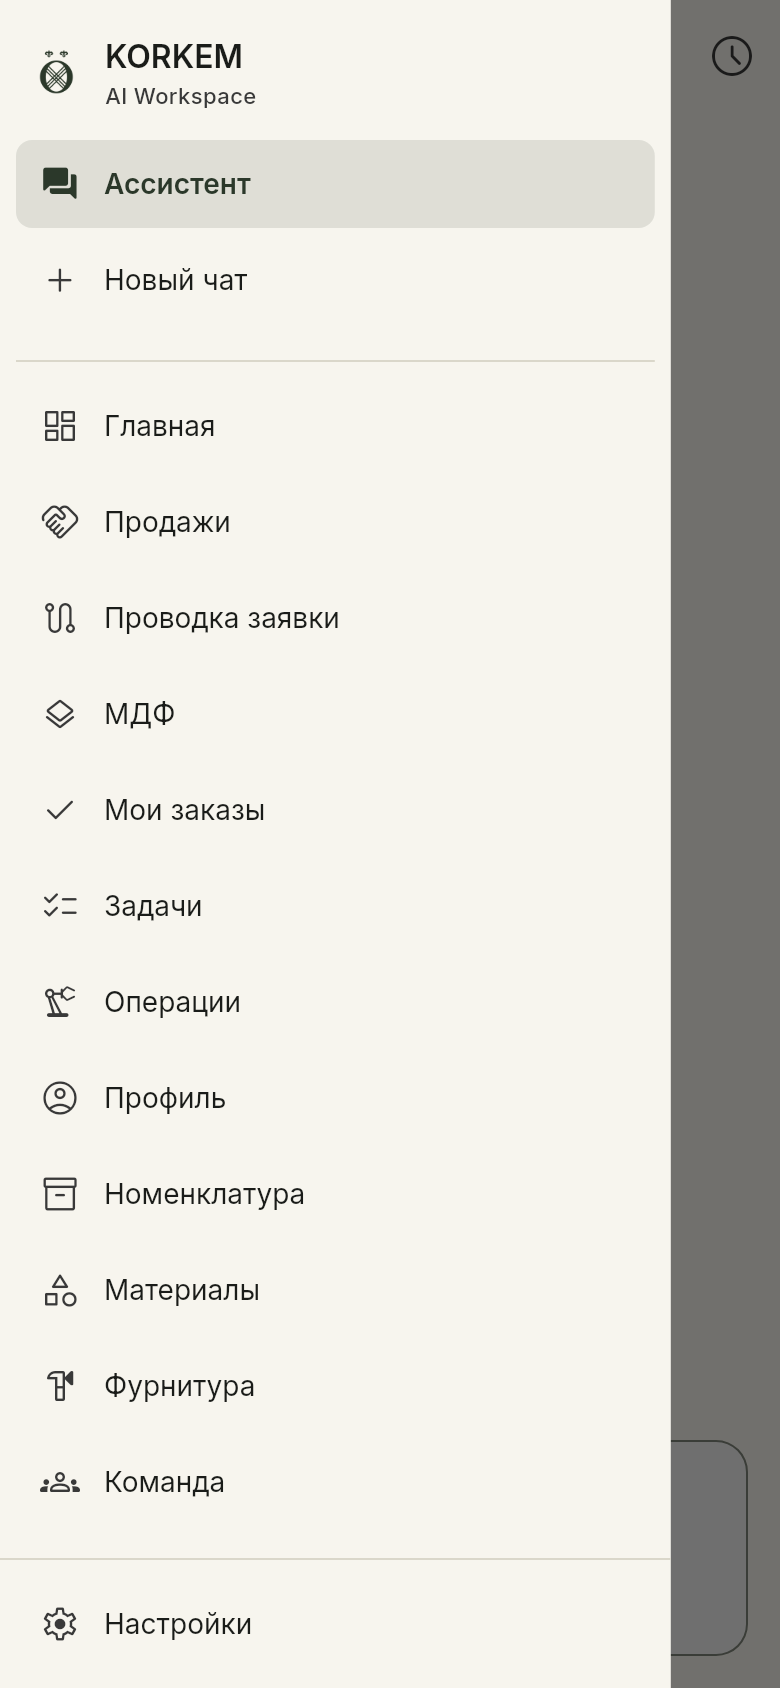 KORKEM
AI Workspace
Ассистент
Новый чат
Главная
Продажи
Проводка заявки
МДФ
Мои заказы
Задачи
Операции
Профиль
Номенклатура
Материалы
Фурнитура
Команда
Настройки